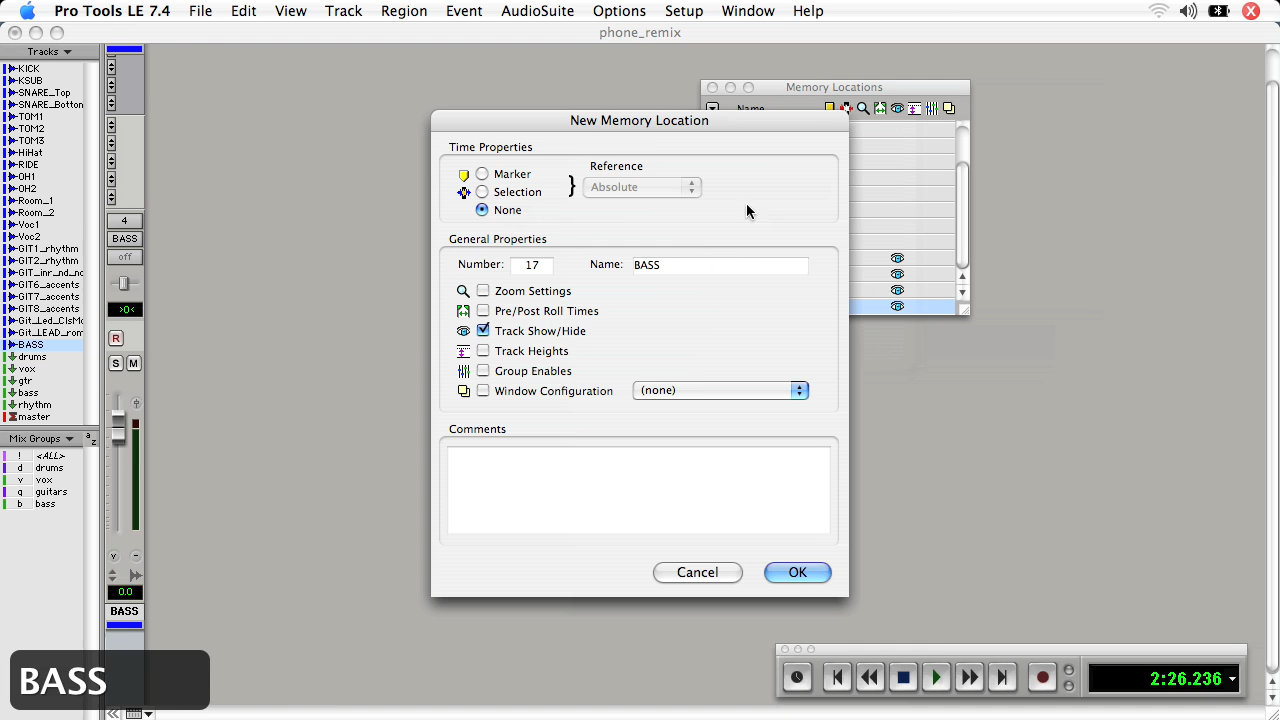 Pro Tools LE 7.4 File Edit View Track Region Event AudioSuite Options Setup Window Help
phone_remix
Tracks
KICK
KSUB
SNARE_Top
SNARE_Botton
TOM1
TOM2
TOM3
HiHat
RIDE
OH1
OH2
Room_1
Room_2
Voc1
Voc2
GIT1_rhythm
GIT2_rhythm
GIT_inr_nd_nc
GIT6_accents
GIT7_accents
GIT8_accents
Git_Led_ClsMc
Git_LEAD_rom
BASS
drums
vox
gtr
bass
rhythm
master
Mix Groups
a z
! <ALL>
d drums
v vox
g guitars
b bass
4
BASS
off
>0<
R
S M
v
0.0
BASS
Memory Locations
Name
New Memory Location
Time Properties
Marker
Selection
None
Reference
Absolute
General Properties
Number: 17 Name: BASS
Zoom Settings
Pre/Post Roll Times
Track Show/Hide
Track Heights
Group Enables
Window Configuration (none)
Comments
Cancel OK
2:26.236
BASS